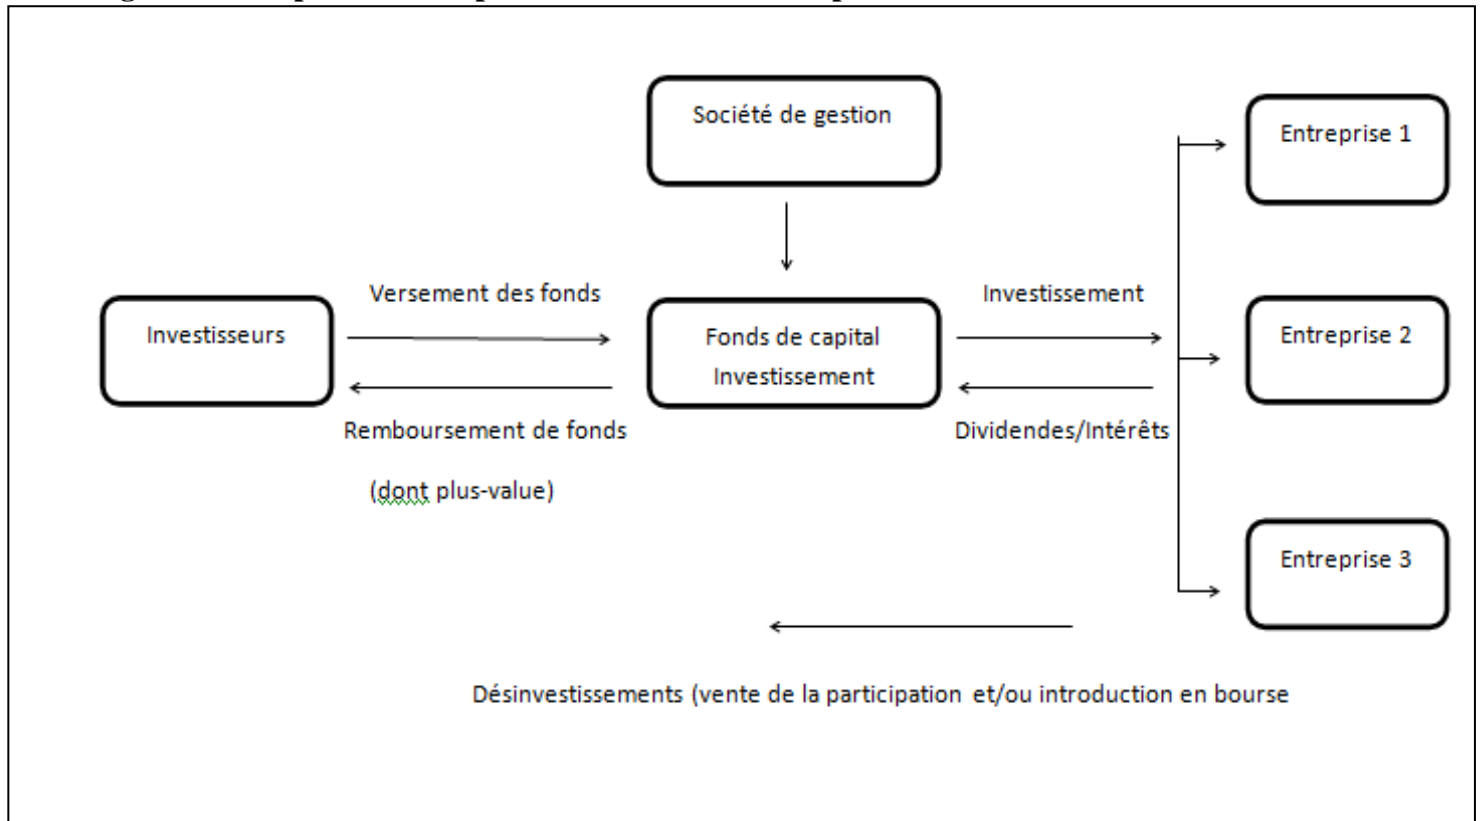 Société de gestion
Entreprise 1
Versement des fonds
Investissement
Investisseurs
Fonds de capital
Investissement
Entreprise 2
Remboursement de fonds
(dont plus-value)
Dividendes/Intérêts
Entreprise 3
Désinvestissements (vente de la participation et/ou introduction en bourse